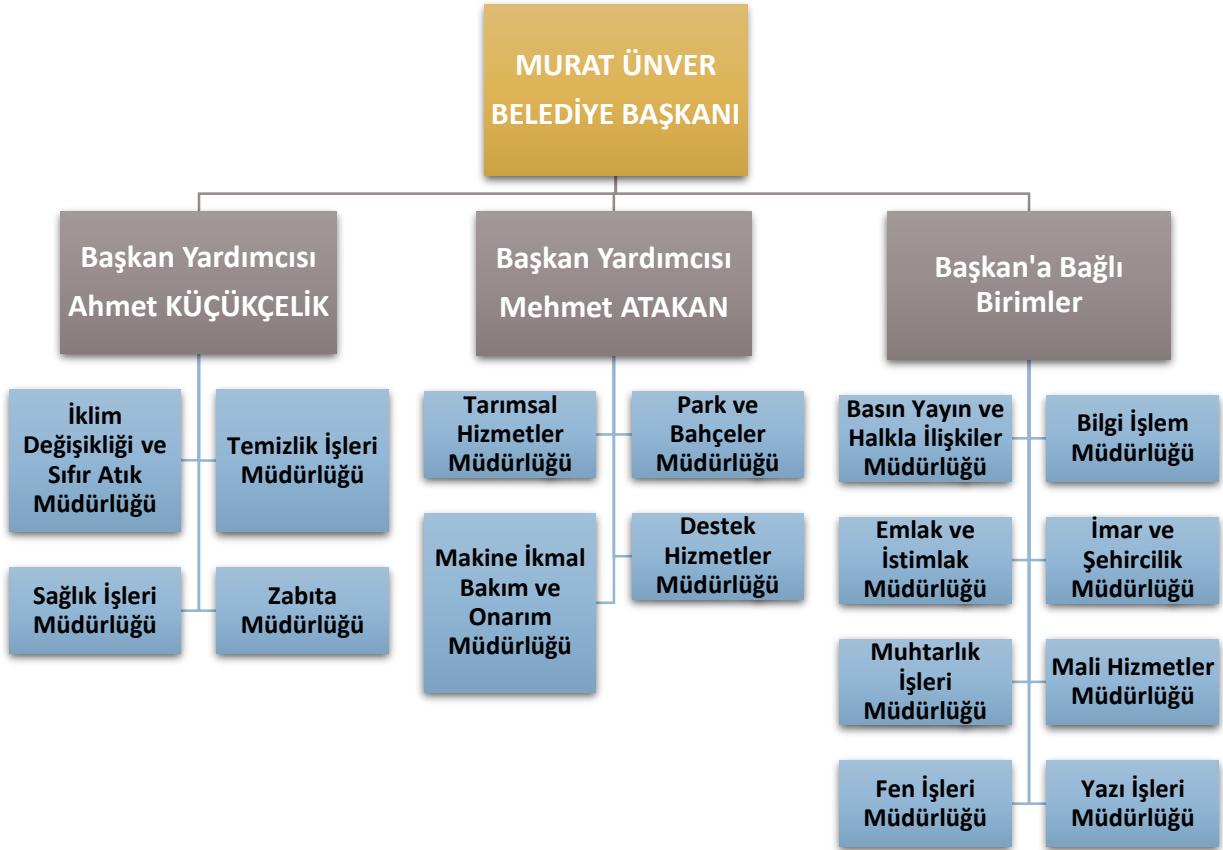 MURAT ÜNVER
BELEDİYE BAŞKANI
Başkan Yardımcısı
Ahmet KÜÇÜKÇELİK
Başkan Yardımcısı
Mehmet ATAKAN
Başkan'a Bağlı
Birimler
İklim
Değişikliği ve
Sıfır Atık
Müdürlüğü
Temizlik İşleri
Müdürlüğü
Sağlık İşleri
Müdürlüğü
Zabıta
Müdürlüğü
Tarımsal
Hizmetler
Müdürlüğü
Park ve
Bahçeler
Müdürlüğü
Makine İkmal
Bakım ve
Onarım
Müdürlüğü
Destek
Hizmetler
Müdürlüğü
Basın Yayın ve
Halkla İlişkiler
Müdürlüğü
Bilgi İşlem
Müdürlüğü
Emlak ve
İstimlak
Müdürlüğü
İmar ve
Şehircilik
Müdürlüğü
Muhtarlık
İşleri
Müdürlüğü
Mali Hizmetler
Müdürlüğü
Fen İşleri
Müdürlüğü
Yazı İşleri
Müdürlüğü